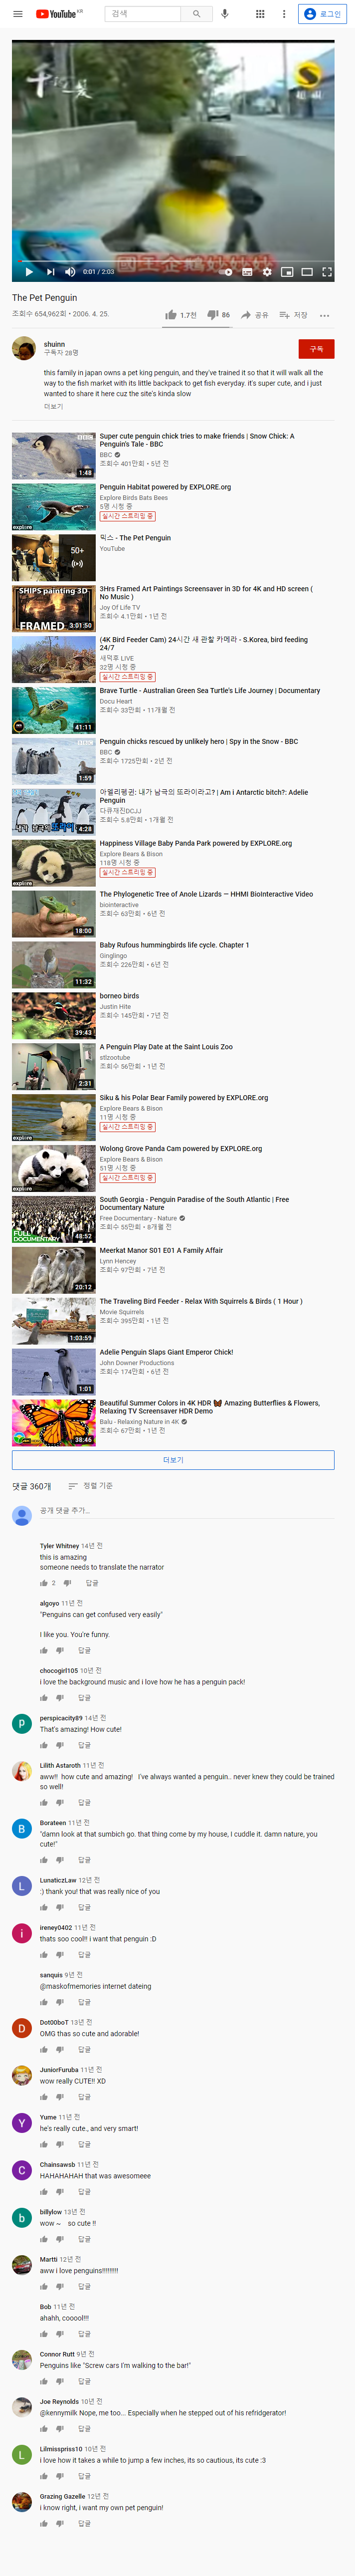 YouTube KR
검색
로그인
0:01 / 2:03
The Pet Penguin
조회수 654,962회 • 2006. 4. 25.
1.7천
86
공유
저장
shuinn
구독자 28명
구독
this family in japan owns a pet king penguin, and they've trained it so that it will walk all the
way to the fish market with its little backpack to get fish everyday. it's super cute, and i just
wanted to share it here cuz the site's kinda slow
더보기
BBC
1:48
Super cute penguin chick tries to make friends | Snow Chick: A
Penguin's Tale - BBC
BBC
조회수 401만회 • 5년 전
explore
Penguin Habitat powered by EXPLORE.org
Explore Birds Bats Bees
5명 시청 중
실시간 스트리밍 중
50+
믹스 - The Pet Penguin
YouTube
SHIPS painting 3D
FRAMED
3:01:50
3Hrs Framed Art Paintings Screensaver in 3D for 4K and HD screen (
No Music )
Joy Of Life TV
조회수 4.1만회 • 1년 전
(4K Bird Feeder Cam) 24시간 새 관찰 카메라 - S.Korea, bird feeding
24/7
새덕후 LIVE
32명 시청 중
실시간 스트리밍 중
41:11
Brave Turtle - Australian Green Sea Turtle's Life Journey | Documentary
Docu Heart
조회수 33만회 • 11개월 전
1:59
Penguin chicks rescued by unlikely hero | Spy in the Snow - BBC
BBC
조회수 1725만회 • 2년 전
4:28
아델리펭귄: 내가 남극의 또라이라고? | Am i Antarctic bitch?: Adelie
Penguin
다큐재진DCJJ
조회수 5.8만회 • 1개월 전
explore
Happiness Village Baby Panda Park powered by EXPLORE.org
Explore Bears & Bison
118명 시청 중
실시간 스트리밍 중
18:00
The Phylogenetic Tree of Anole Lizards — HHMI BioInteractive Video
biointeractive
조회수 63만회 • 6년 전
11:32
Baby Rufous hummingbirds life cycle. Chapter 1
Ginglingo
조회수 226만회 • 6년 전
39:43
borneo birds
Justin Hite
조회수 145만회 • 7년 전
2:31
A Penguin Play Date at the Saint Louis Zoo
stlzootube
조회수 56만회 • 1년 전
explore
Siku & his Polar Bear Family powered by EXPLORE.org
Explore Bears & Bison
11명 시청 중
실시간 스트리밍 중
explore
Wolong Grove Panda Cam powered by EXPLORE.org
Explore Bears & Bison
51명 시청 중
실시간 스트리밍 중
FULL
DOCUMENTARY
48:52
South Georgia - Penguin Paradise of the South Atlantic | Free
Documentary Nature
Free Documentary - Nature
조회수 55만회 • 8개월 전
20:12
Meerkat Manor S01 E01 A Family Affair
Lynn Hencey
조회수 97만회 • 7년 전
1:03:59
The Traveling Bird Feeder - Relax With Squirrels & Birds ( 1 Hour )
Movie Squirrels
조회수 395만회 • 1년 전
1:01
Adelie Penguin Slaps Giant Emperor Chick!
John Downer Productions
조회수 174만회 • 6년 전
38:46
Beautiful Summer Colors in 4K HDR 🦋 Amazing Butterflies & Flowers,
Relaxing TV Screensaver HDR Demo
Balu - Relaxing Nature in 4K
조회수 67만회 • 1년 전
더보기
댓글 360개
정렬 기준
공개 댓글 추가...
Tyler Whitney 14년 전
this is amazing
someone needs to translate the narrator
2
답글
algoyo 11년 전
"Penguins can get confused very easily"
I like you. You're funny.
답글
chocogirl105 10년 전
i love the background music and i love how he has a penguin pack!
답글
p
perspicacity89 14년 전
That's amazing! How cute!
답글
Lilith Astaroth 11년 전
aww!! how cute and amazing! I've always wanted a penguin.. never knew they could be trained
so well!
답글
B
Borateen 11년 전
"damn look at that sumbich go. that thing come by my house, I cuddle it. damn nature, you
cute!"
답글
L
LunaticzLaw 12년 전
:) thank you! that was really nice of you
답글
i
ireney0402 11년 전
thats soo cool!! i want that penguin :D
답글
sanquis 9년 전
@maskofmemories internet dateing
답글
D
Dot00boT 13년 전
OMG thas so cute and adorable!
답글
JuniorFuruba 11년 전
wow really CUTE!! XD
답글
Y
Yume 11년 전
he's really cute., and very smart!
답글
C
Chainsawsb 11년 전
HAHAHAHAH that was awesomeee
답글
b
billylow 13년 전
wow ~ so cute !!
답글
Martti 12년 전
aww i love penguins!!!!!!!!!
답글
Bob 11년 전
ahahh, cooool!!!
답글
Connor Rutt 9년 전
Penguins like "Screw cars I'm walking to the bar!"
답글
Joe Reynolds 10년 전
@kennymilk Nope, me too... Especially when he stepped out of his refridgerator!
답글
L
Lilmisspriss10 10년 전
i love how it takes a while to jump a few inches, its so cautious, its cute :3
답글
Grazing Gazelle 12년 전
i know right, i want my own pet penguin!
답글